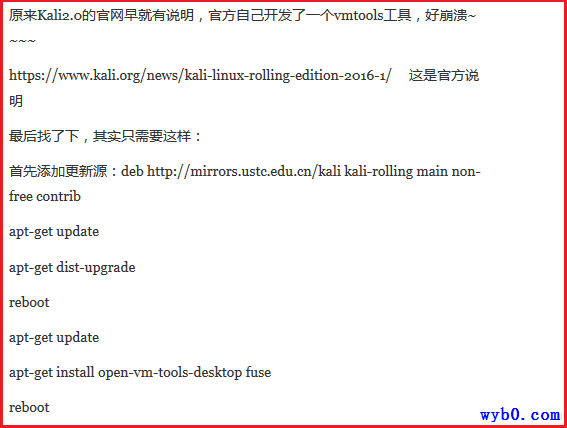 原来Kali2.0的官网早就有说明，官方自己开发了一个vmtools工具，好崩溃~
~~~
https://www.kali.org/news/kali-linux-rolling-edition-2016-1/ 这是官方说
明
最后找了下，其实只需要这样：
首先添加更新源：deb http://mirrors.ustc.edu.cn/kali kali-rolling main non-
free contrib
apt-get update
apt-get dist-upgrade
reboot
apt-get update
apt-get install open-vm-tools-desktop fuse
reboot
wyb0.com